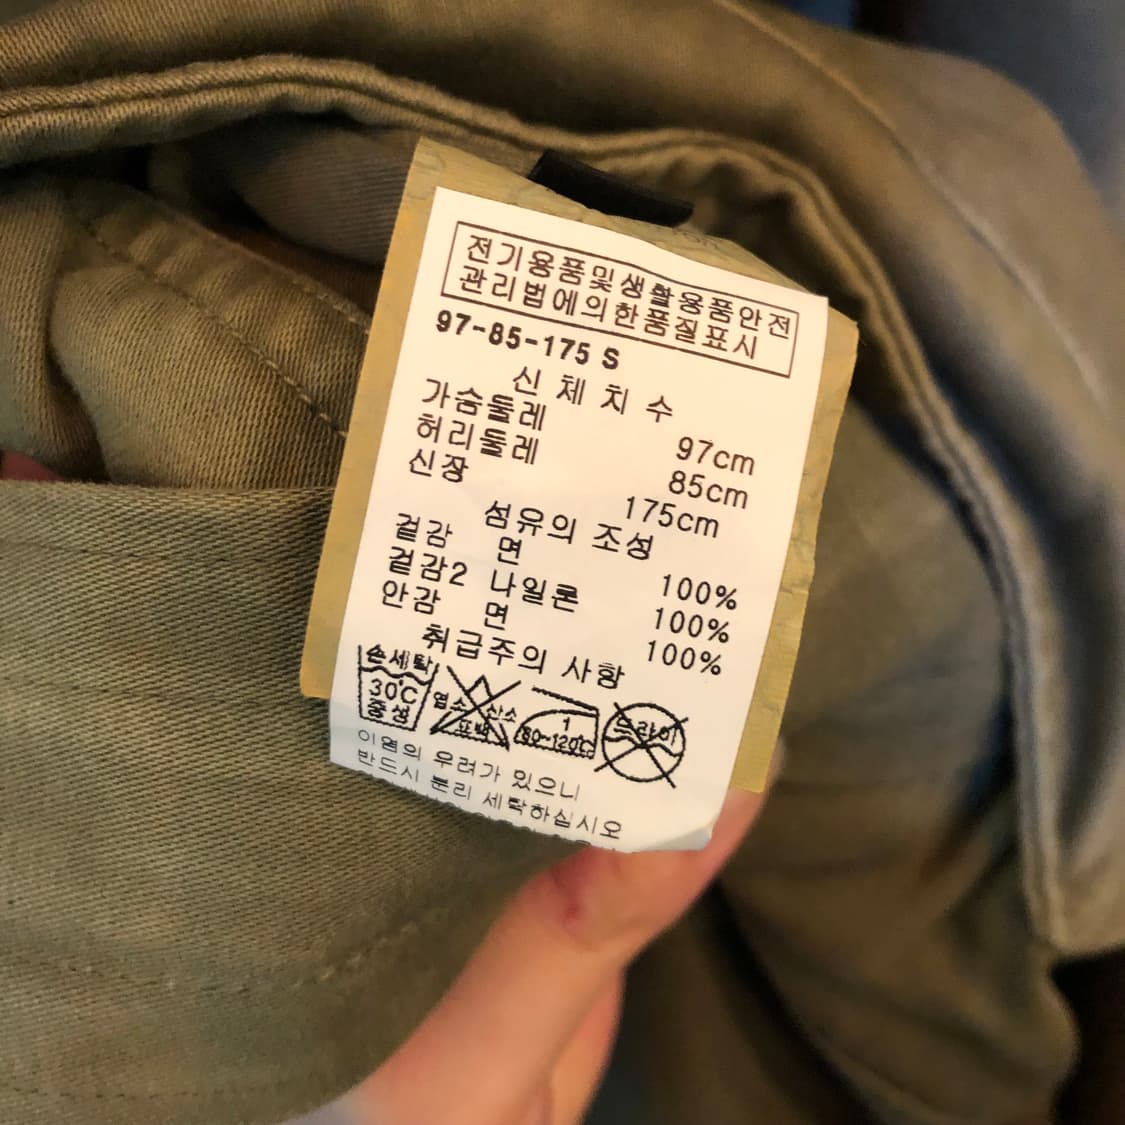 전기용품및생활용품안전
관리법에의한품질표시
97-85-175 S
신 체 치 수
가슴둘레 97cm
허리둘레 85cm
신장 175cm
섬유의 조성
겉감 면 100%
겉감2 나일론 100%
안감 면 100%
취급주의 사항
손세탁
30℃
중성
염소 산소
표백
1
80~120℃
드라이
이염의 우려가 있으니
반드시 분리 세탁하십시오